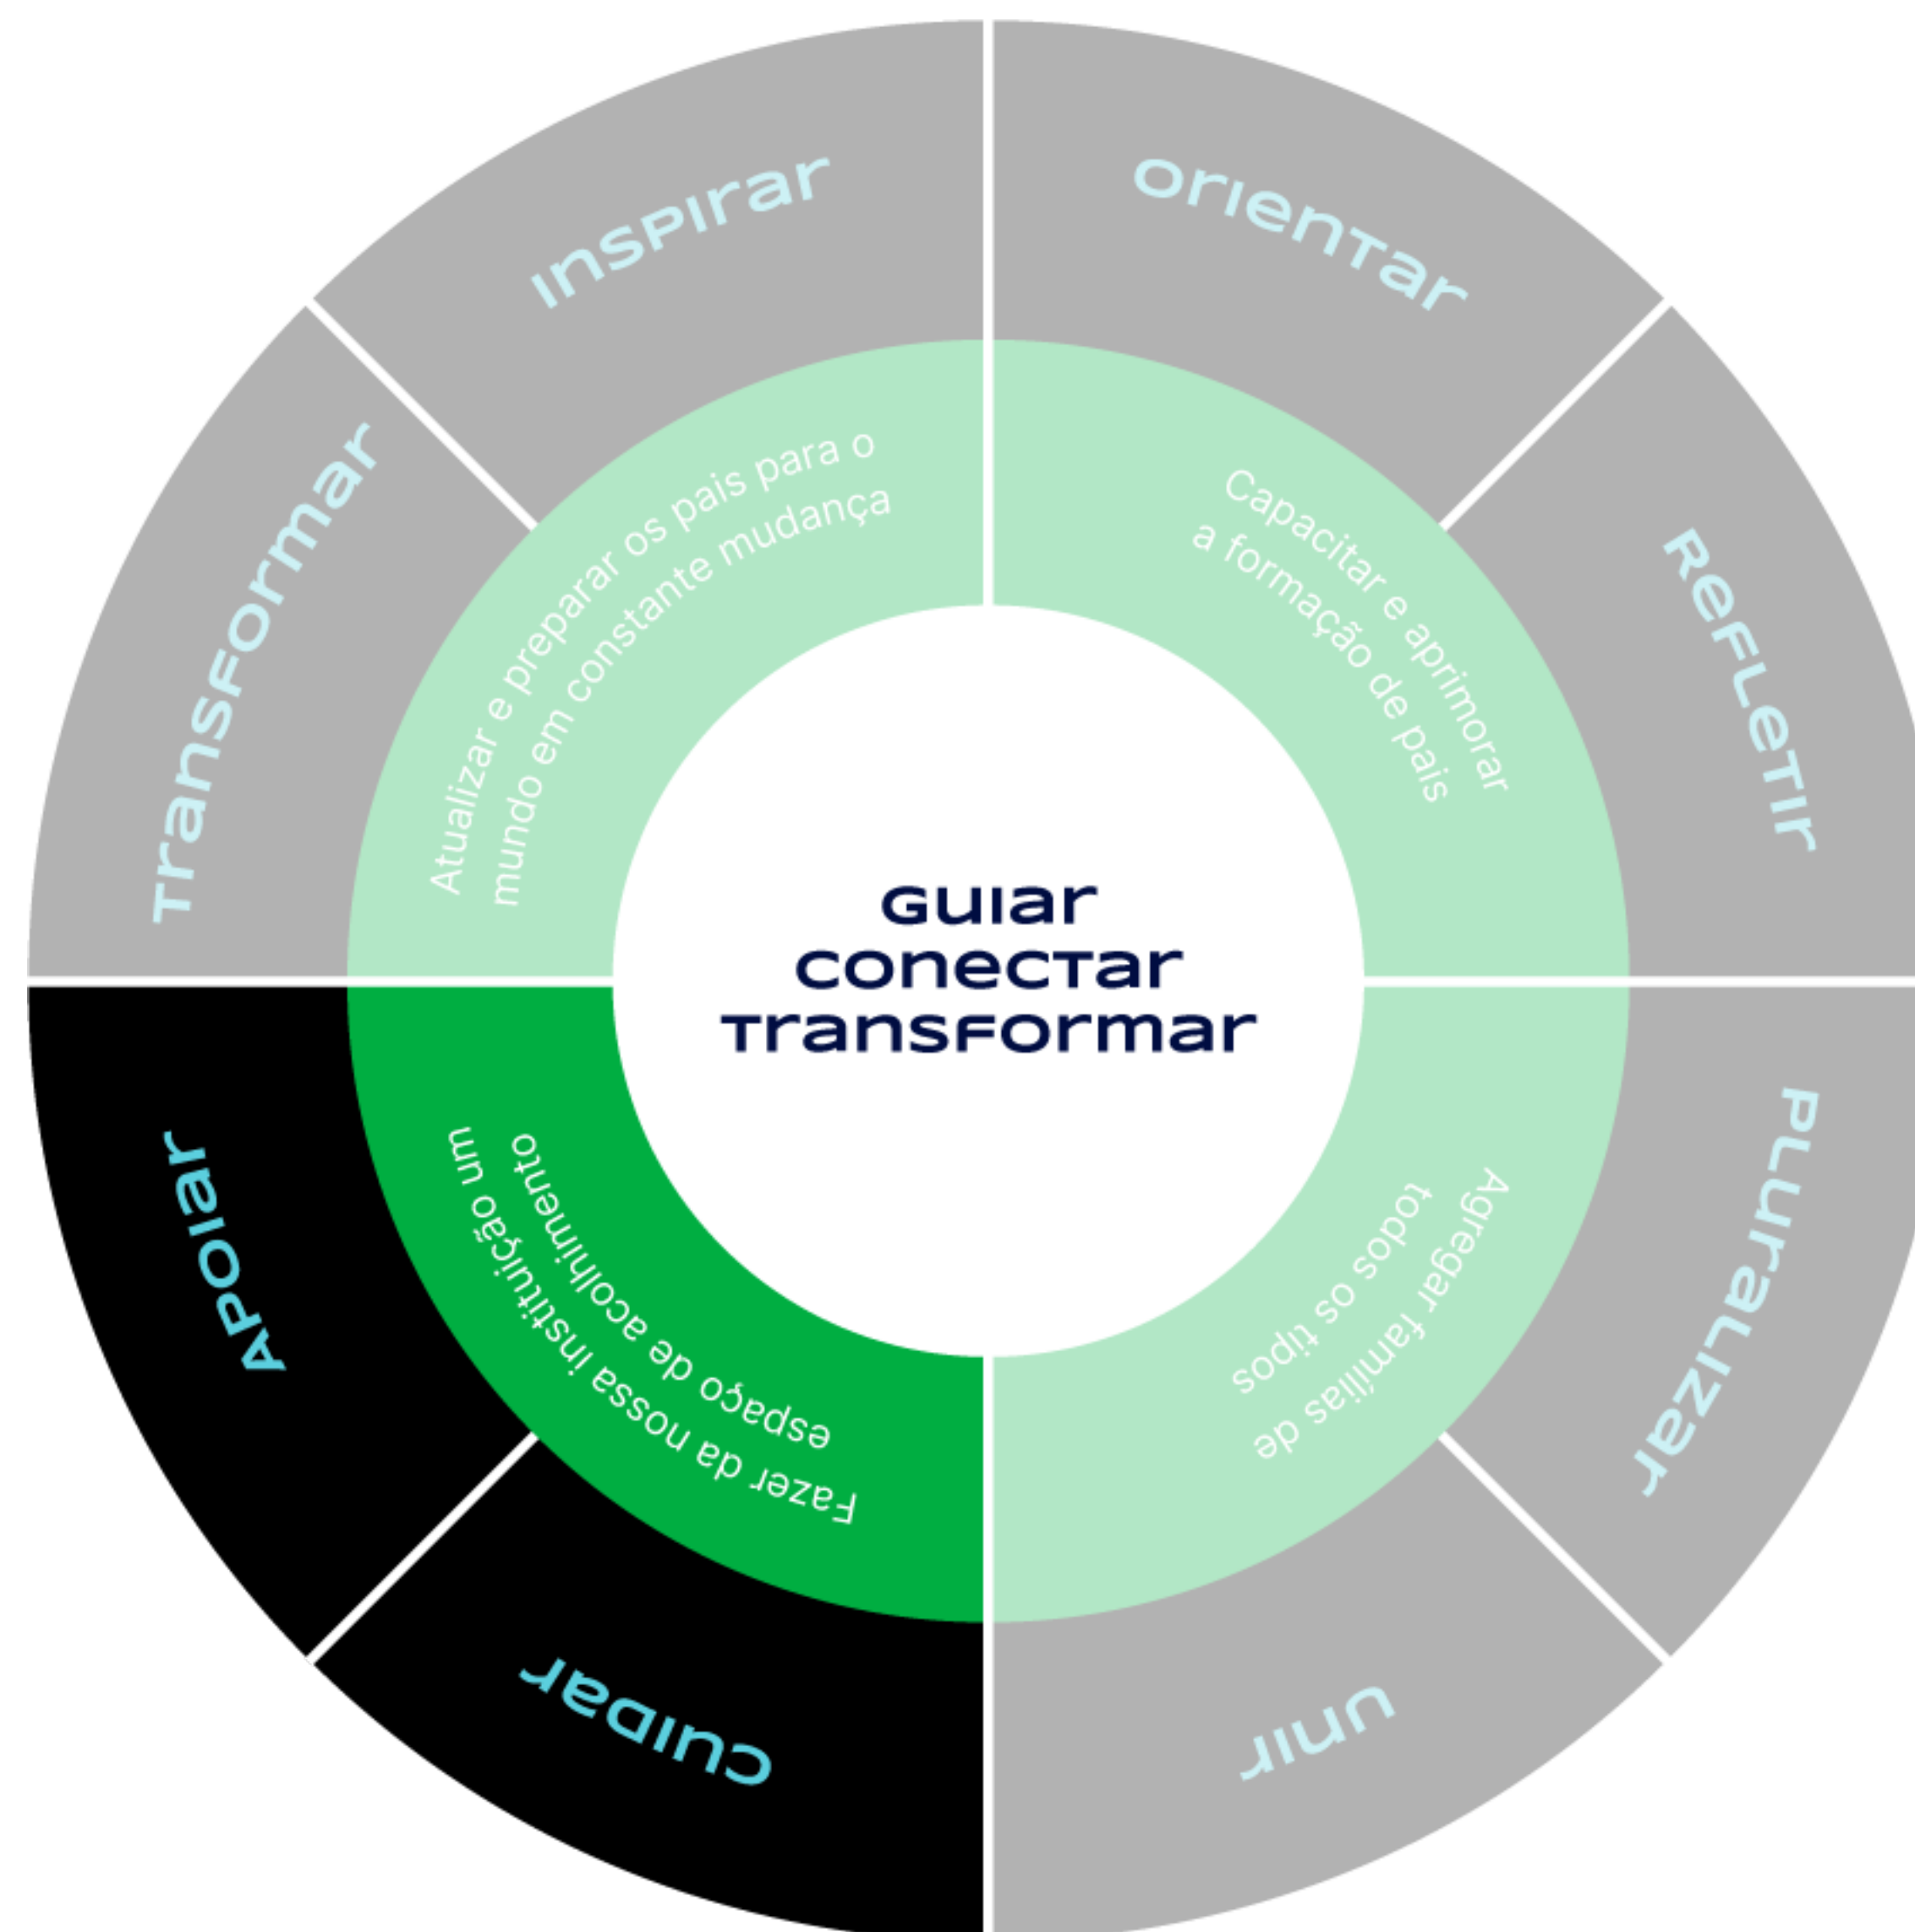 Inspirar
Orientar
Refletir
Pluralizar
Unir
Cuidar
Apoiar
Transformar
Atualizar e preparar os pais para o
mundo em constante mudança
Capacitar e aprimorar
a formação de pais
Agregar famílias de
todos os tipos
Fazer da nossa instituição um
espaço de acolhimento
Guiar
Conectar
Transformar